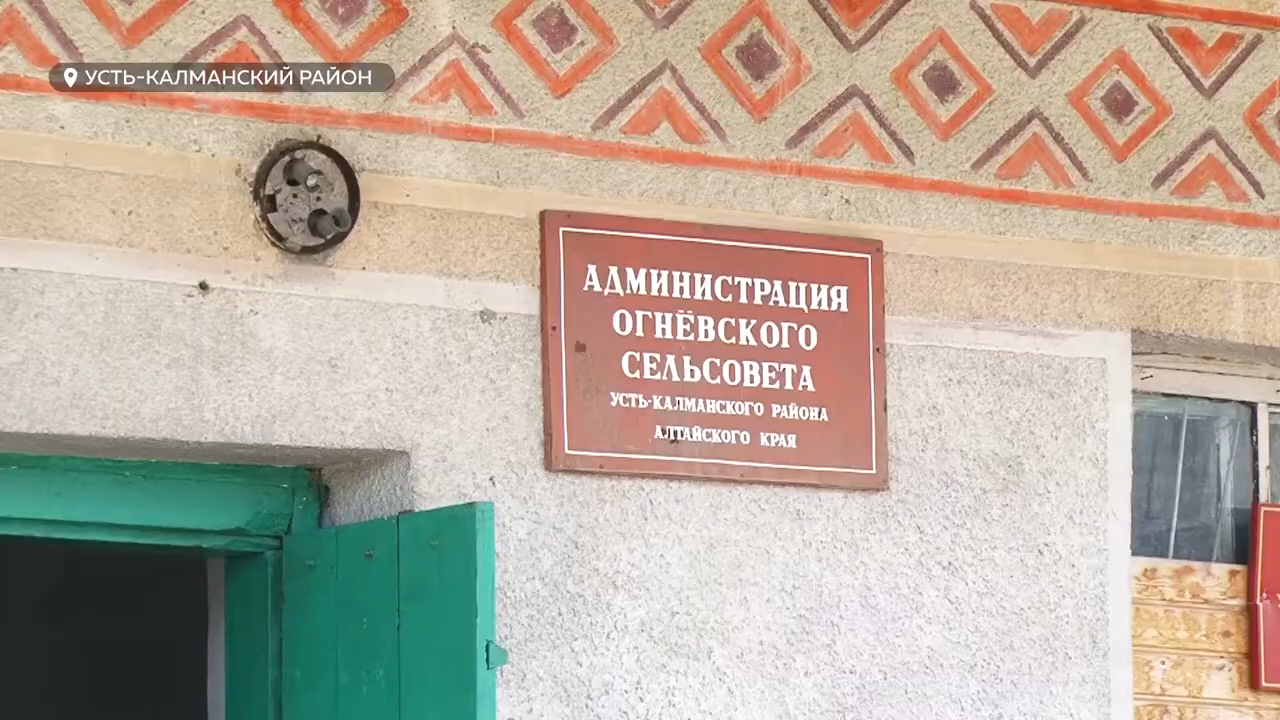 УСТЬ-КАЛМАНСКИЙ РАЙОН
АДМИНИСТРАЦИЯ
ОГНЁВСКОГО
СЕЛЬСОВЕТА
УСТЬ-КАЛМАНСКОГО РАЙОНА
АЛТАЙСКОГО КРАЯ